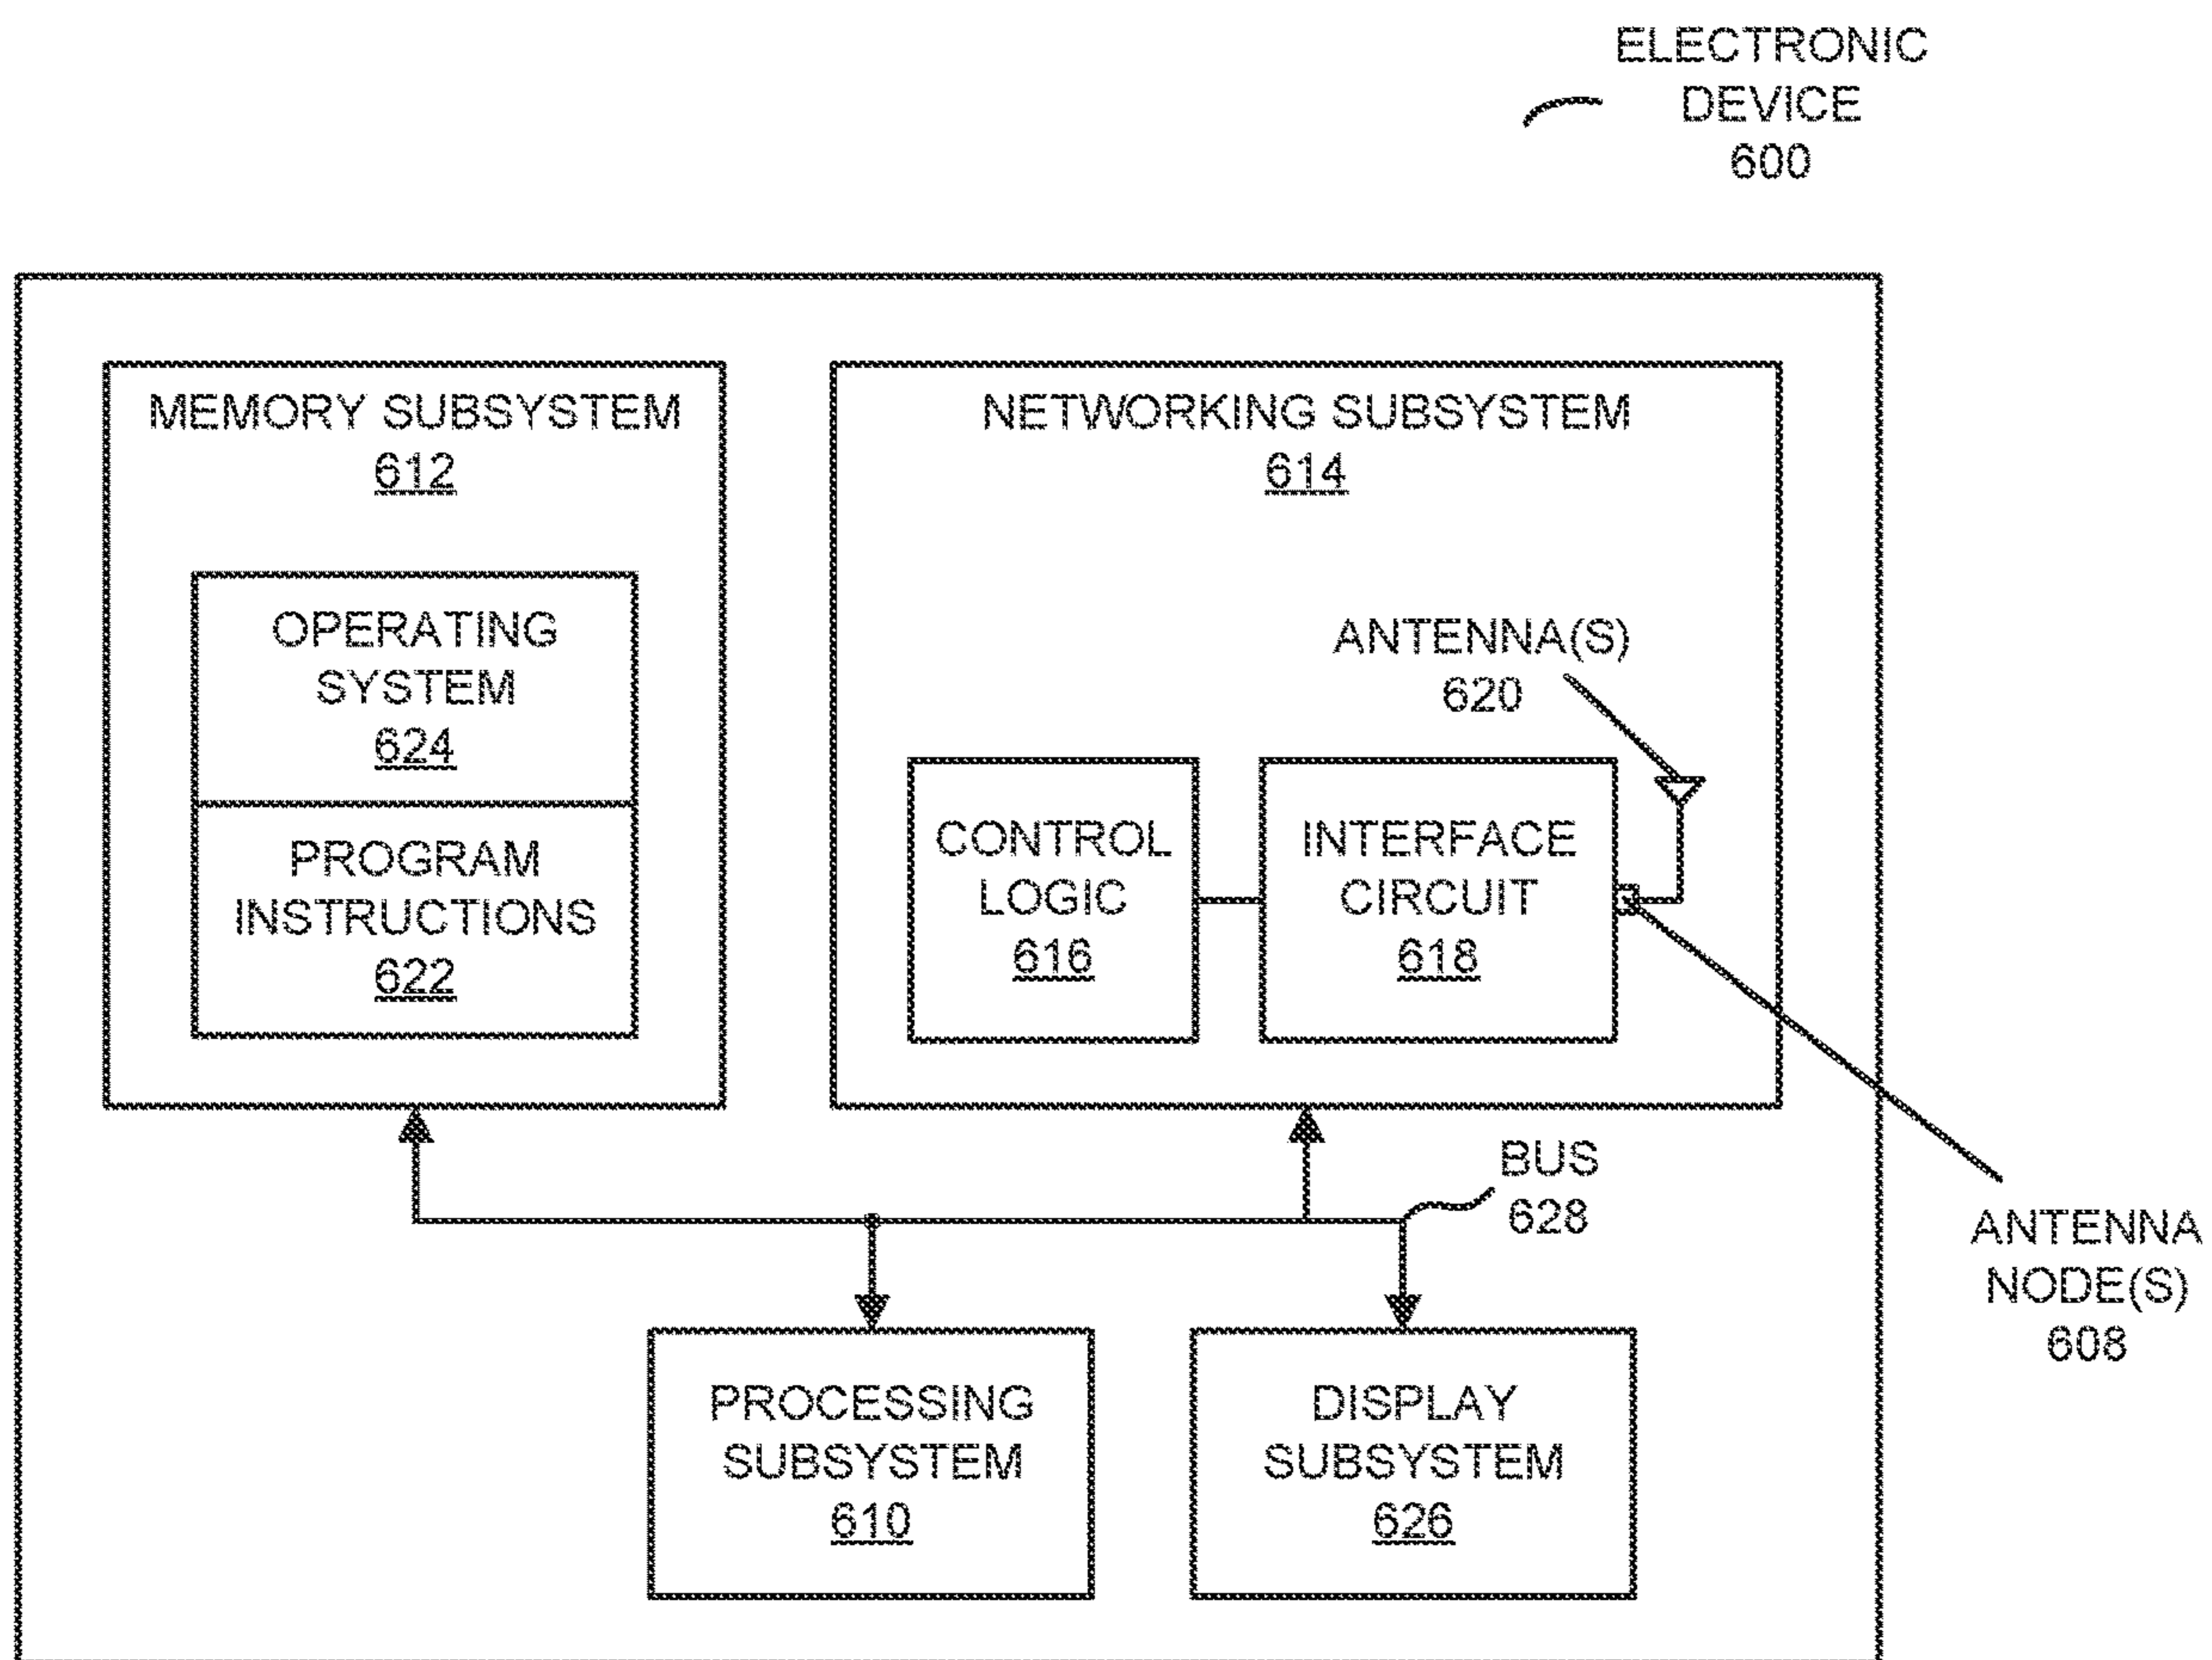 ELECTRONIC
DEVICE
600
MEMORY SUBSYSTEM
612
OPERATING
SYSTEM
624
PROGRAM
INSTRUCTIONS
622
NETWORKING SUBSYSTEM
614
ANTENNA(S)
620
CONTROL
LOGIC
616
INTERFACE
CIRCUIT
618
BUS
628
ANTENNA
NODE(S)
608
PROCESSING
SUBSYSTEM
610
DISPLAY
SUBSYSTEM
626